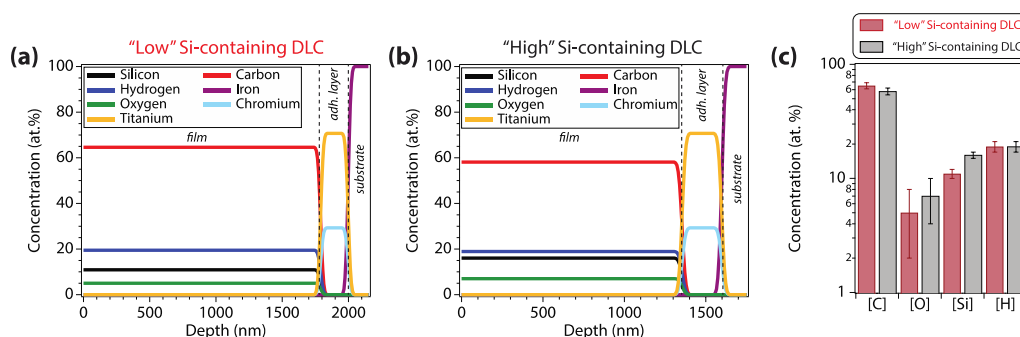 (a)
"Low" Si-containing DLC
Concentration (at.%)
100
80
60
40
20
0
Silicon
Hydrogen
Oxygen
Titanium
Carbon
Iron
Chromium
film
adh. layer
substrate
0
500
1000
1500
2000
Depth (nm)
(b)
"High" Si-containing DLC
Concentration (at.%)
100
80
60
40
20
0
Silicon
Hydrogen
Oxygen
Titanium
Carbon
Iron
Chromium
film
adh. layer
substrate
0
500
1000
1500
Depth (nm)
(c)
"Low" Si-containing DLC
"High" Si-containing DLC
Concentration (at. %)
100
8
6
4
2
10
8
6
4
2
1
[C]
[O]
[Si]
[H]